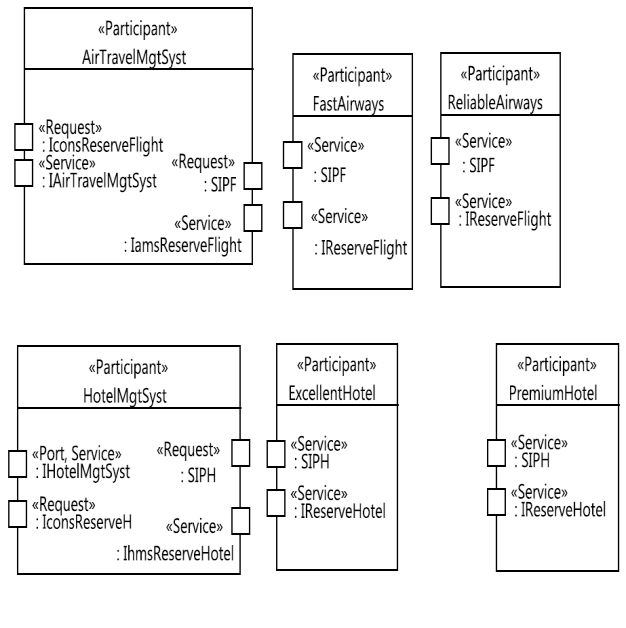 «Participant»
AirTravelMgtSyst
«Request»
: IconsReserveFlight
«Service»
: IAirTravelMgtSyst
«Request»
: SIPF
«Service»
: IamsReserveFlight
«Participant»
FastAirways
«Service»
: SIPF
«Service»
: IReserveFlight
«Participant»
ReliableAirways
«Service»
: SIPF
«Service»
: IReserveFlight
«Participant»
HotelMgtSyst
«Port, Service»
: IHotelMgtSyst
«Request»
: IconsReserveH
«Request»
: SIPH
«Service»
: IhmsReserveHotel
«Participant»
ExcellentHotel
«Service»
: SIPH
«Service»
: IReserveHotel
«Participant»
PremiumHotel
«Service»
: SIPH
«Service»
: IReserveHotel